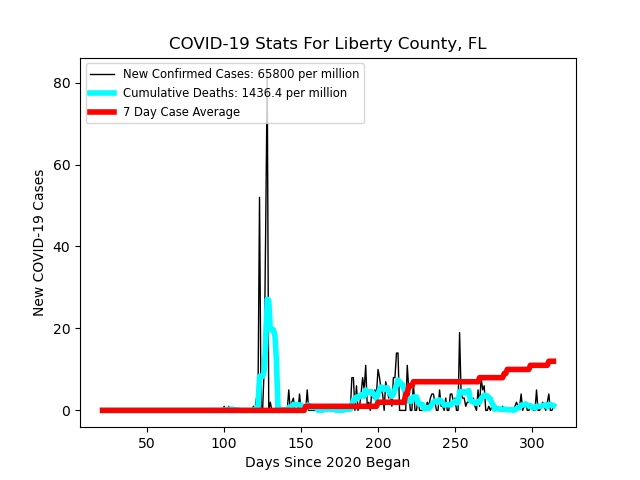 COVID-19 Stats For Liberty County, FL
New Confirmed Cases: 65800 per million
Cumulative Deaths: 1436.4 per million
7 Day Case Average
New COVID-19 Cases
80
60
40
20
0
50 100 150 200 250 300
Days Since 2020 Began